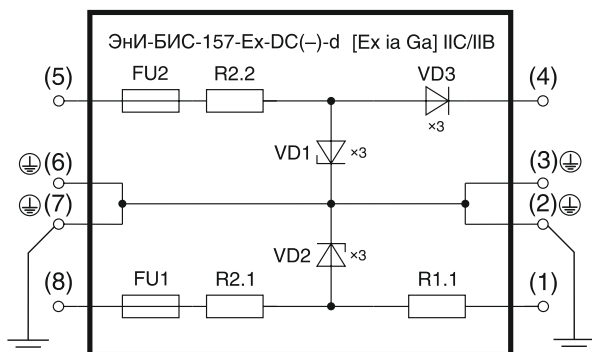 ЭнИ-БИС-157-Ex-DC(–)-d [Ex ia Ga] IIC/IIB
(5) FU2 R2.2 VD3 (4)
×3
VD1 ×3
(6) (3)
(7) (2)
VD2 ×3
(8) FU1 R2.1 R1.1 (1)